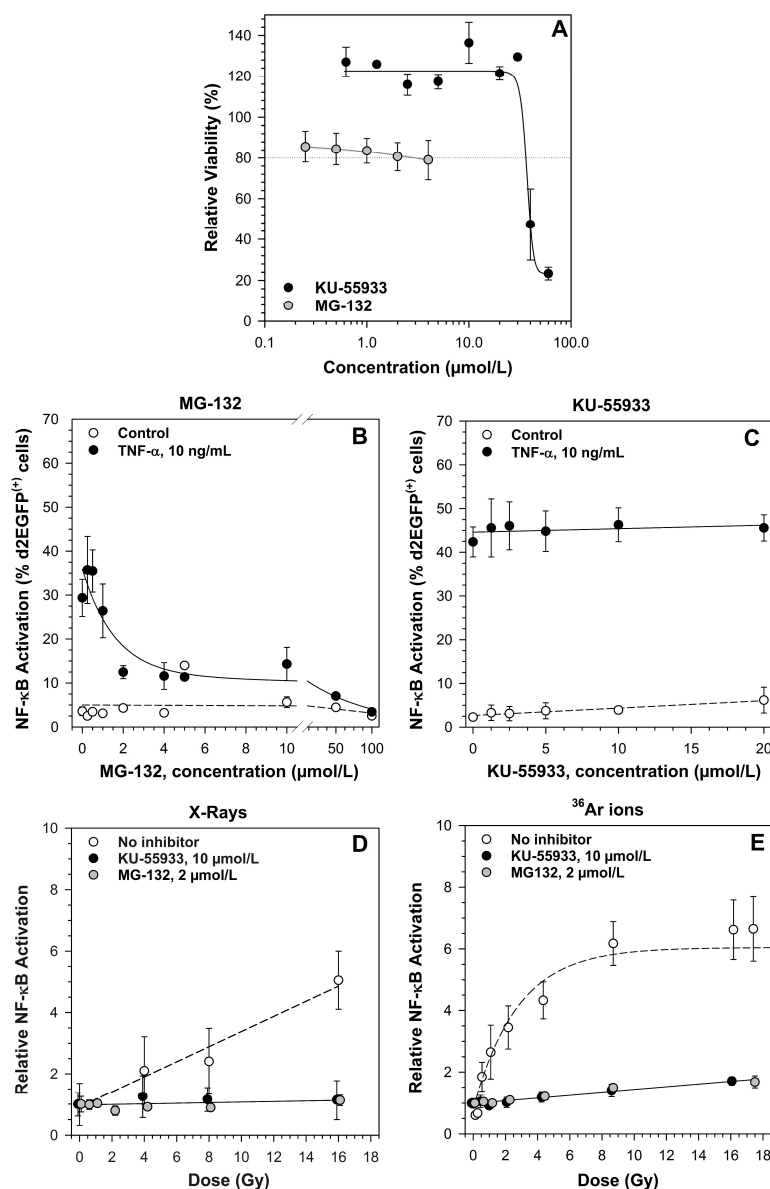 A
140
120
100
80
60
40
20
0
Relative Viability (%)
KU-55933
MG-132
0.1 1.0 10.0 100.0
Concentration (µmol/L)
MG-132
B
70
60
50
40
30
20
10
0
NF-κB Activation (% d2EGFP(+) cells)
Control
TNF-α, 10 ng/mL
0 2 4 6 8 10 50 100
MG-132, concentration (µmol/L)
KU-55933
C
70
60
50
40
30
20
10
0
NF-κB Activation (% d2EGFP(+) cells)
Control
TNF-α, 10 ng/mL
0 5 10 15 20
KU-55933, concentration (µmol/L)
X-Rays
D
10
8
6
4
2
0
Relative NF-κB Activation
No inhibitor
KU-55933, 10 µmol/L
MG-132, 2 µmol/L
0 2 4 6 8 10 12 14 16 18
Dose (Gy)
36Ar ions
E
10
8
6
4
2
0
Relative NF-κB Activation
No inhibitor
KU-55933, 10 µmol/L
MG132, 2 µmol/L
0 2 4 6 8 10 12 14 16 18
Dose (Gy)